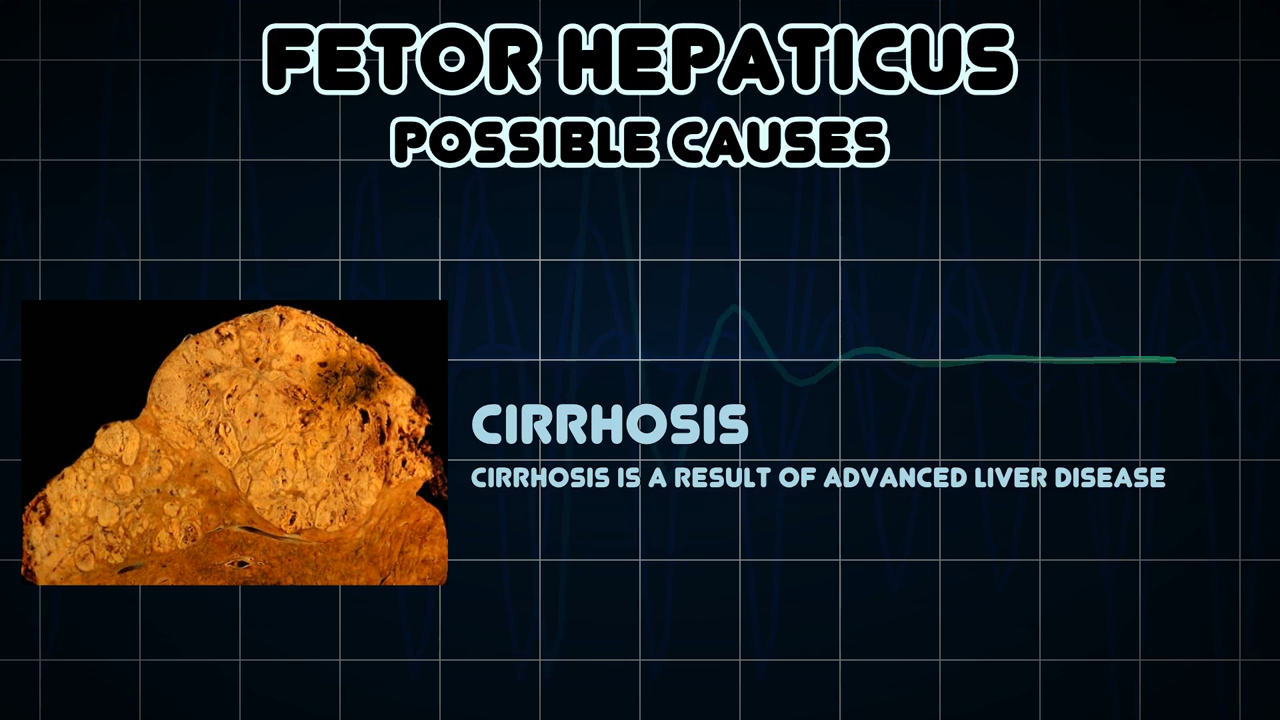 FETOR HEPATICUS
POSSIBLE CAUSES
CIRRHOSIS
CIRRHOSIS IS A RESULT OF ADVANCED LIVER DISEASE